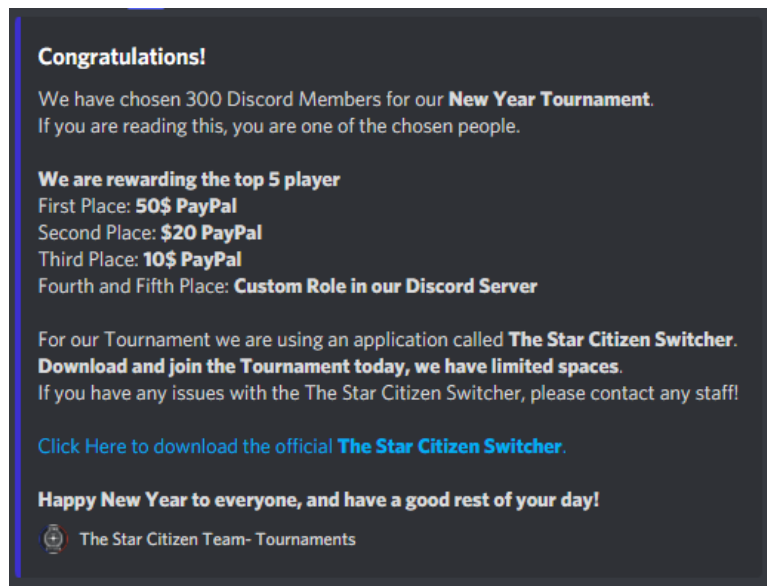 Congratulations!
We have chosen 300 Discord Members for our New Year Tournament.
If you are reading this, you are one of the chosen people.
We are rewarding the top 5 player
First Place: 50$ PayPal
Second Place: $20 PayPal
Third Place: 10$ PayPal
Fourth and Fifth Place: Custom Role in our Discord Server
For our Tournament we are using an application called The Star Citizen Switcher.
Download and join the Tournament today, we have limited spaces.
If you have any issues with the The Star Citizen Switcher, please contact any staff!
Click Here to download the official The Star Citizen Switcher.
Happy New Year to everyone, and have a good rest of your day!
The Star Citizen Team- Tournaments